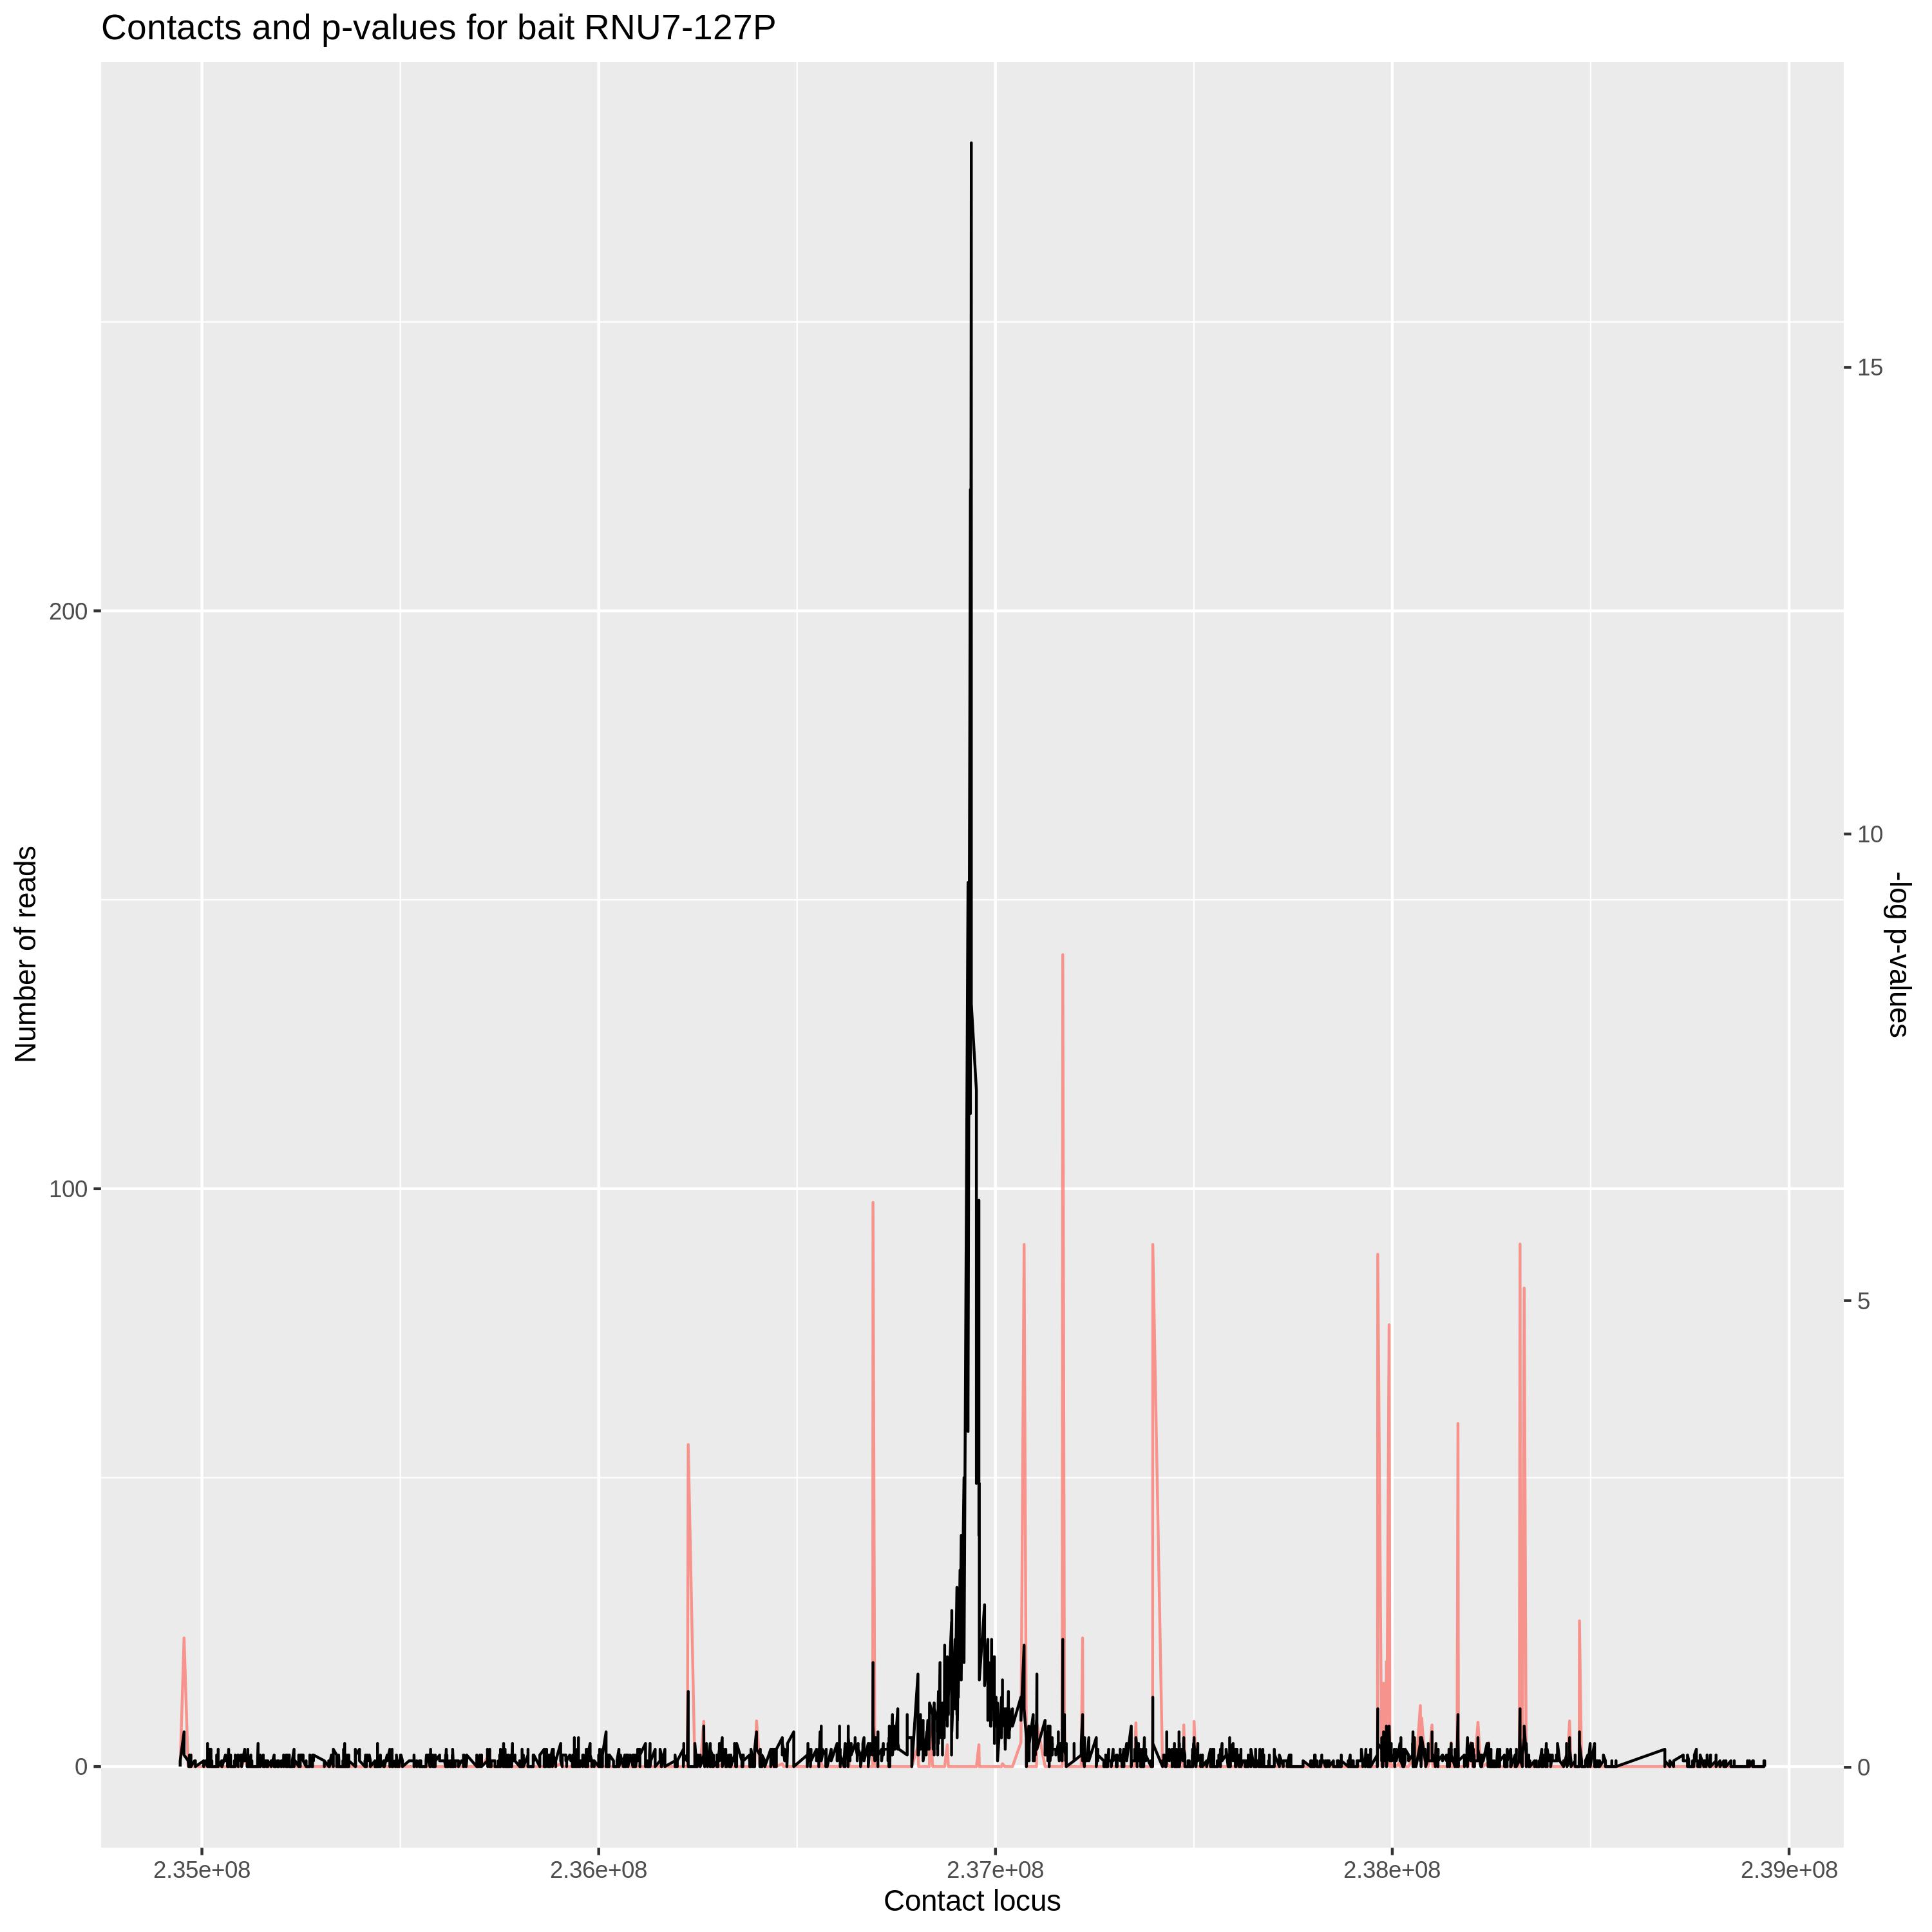 Contacts and p-values for bait RNU7-127P
Number of reads
200
100
0
15
10
5
0
-log p-values
2.35e+08
2.36e+08
2.37e+08
2.38e+08
2.39e+08
Contact locus